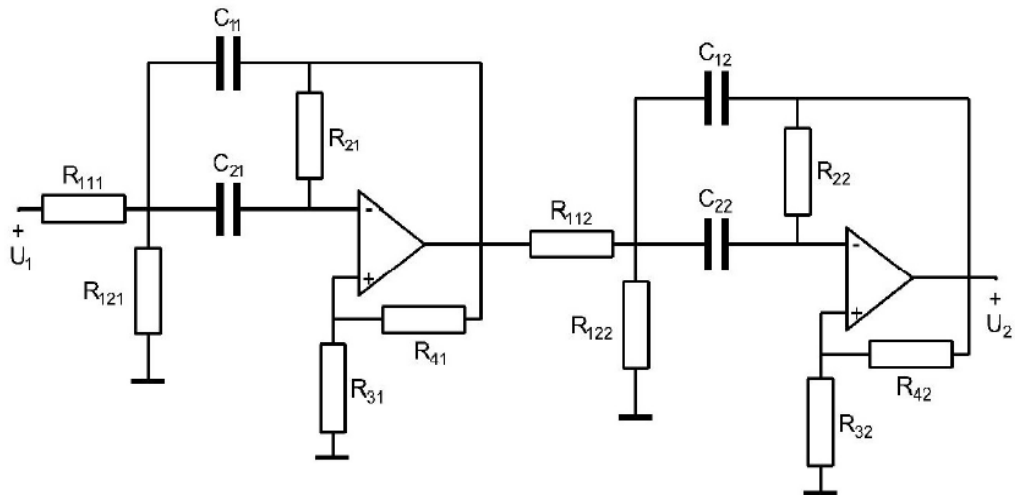 C11
C12
R21
R22
R111
C21
R112
C22
+
U1
-
+
-
+
+
U2
R121
R41
R122
R42
R31
R32